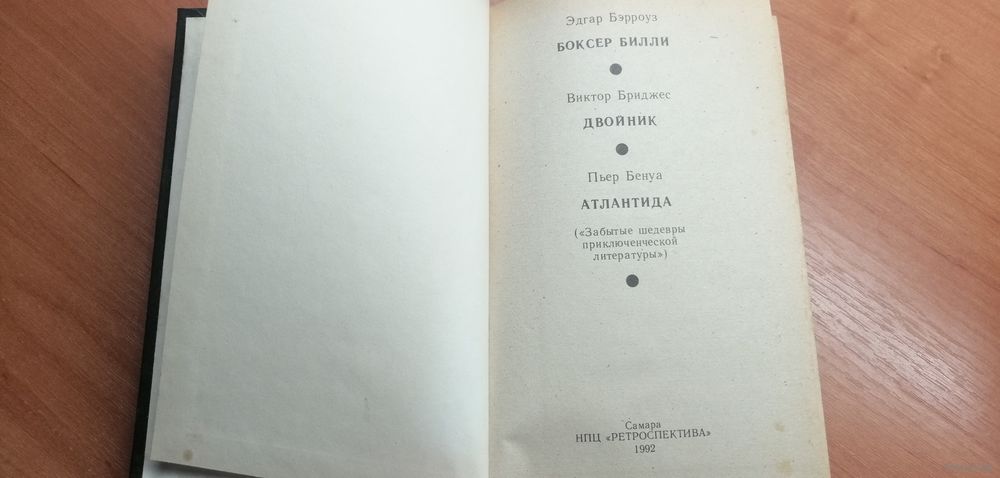 Эдгар Бэрроуз
БОКСЕР БИЛЛИ
Виктор Бриджес
ДВОЙНИК
Пьер Бенуа
АТЛАНТИДА
(«Забытые шедевры
приключенческой
литературы»)
Самара
НПЦ «РЕТРОСПЕКТИВА»
1992